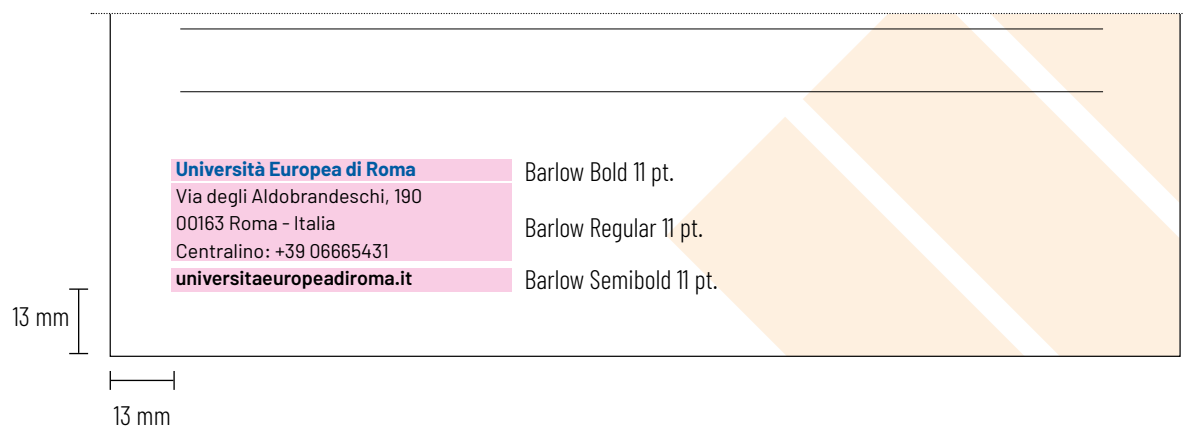 Università Europea di Roma
Barlow Bold 11 pt.
Via degli Aldobrandeschi, 190
00163 Roma - Italia
Barlow Regular 11 pt.
Centralino: +39 06665431
universitaeuropeadiroma.it
Barlow Semibold 11 pt.
13 mm
13 mm